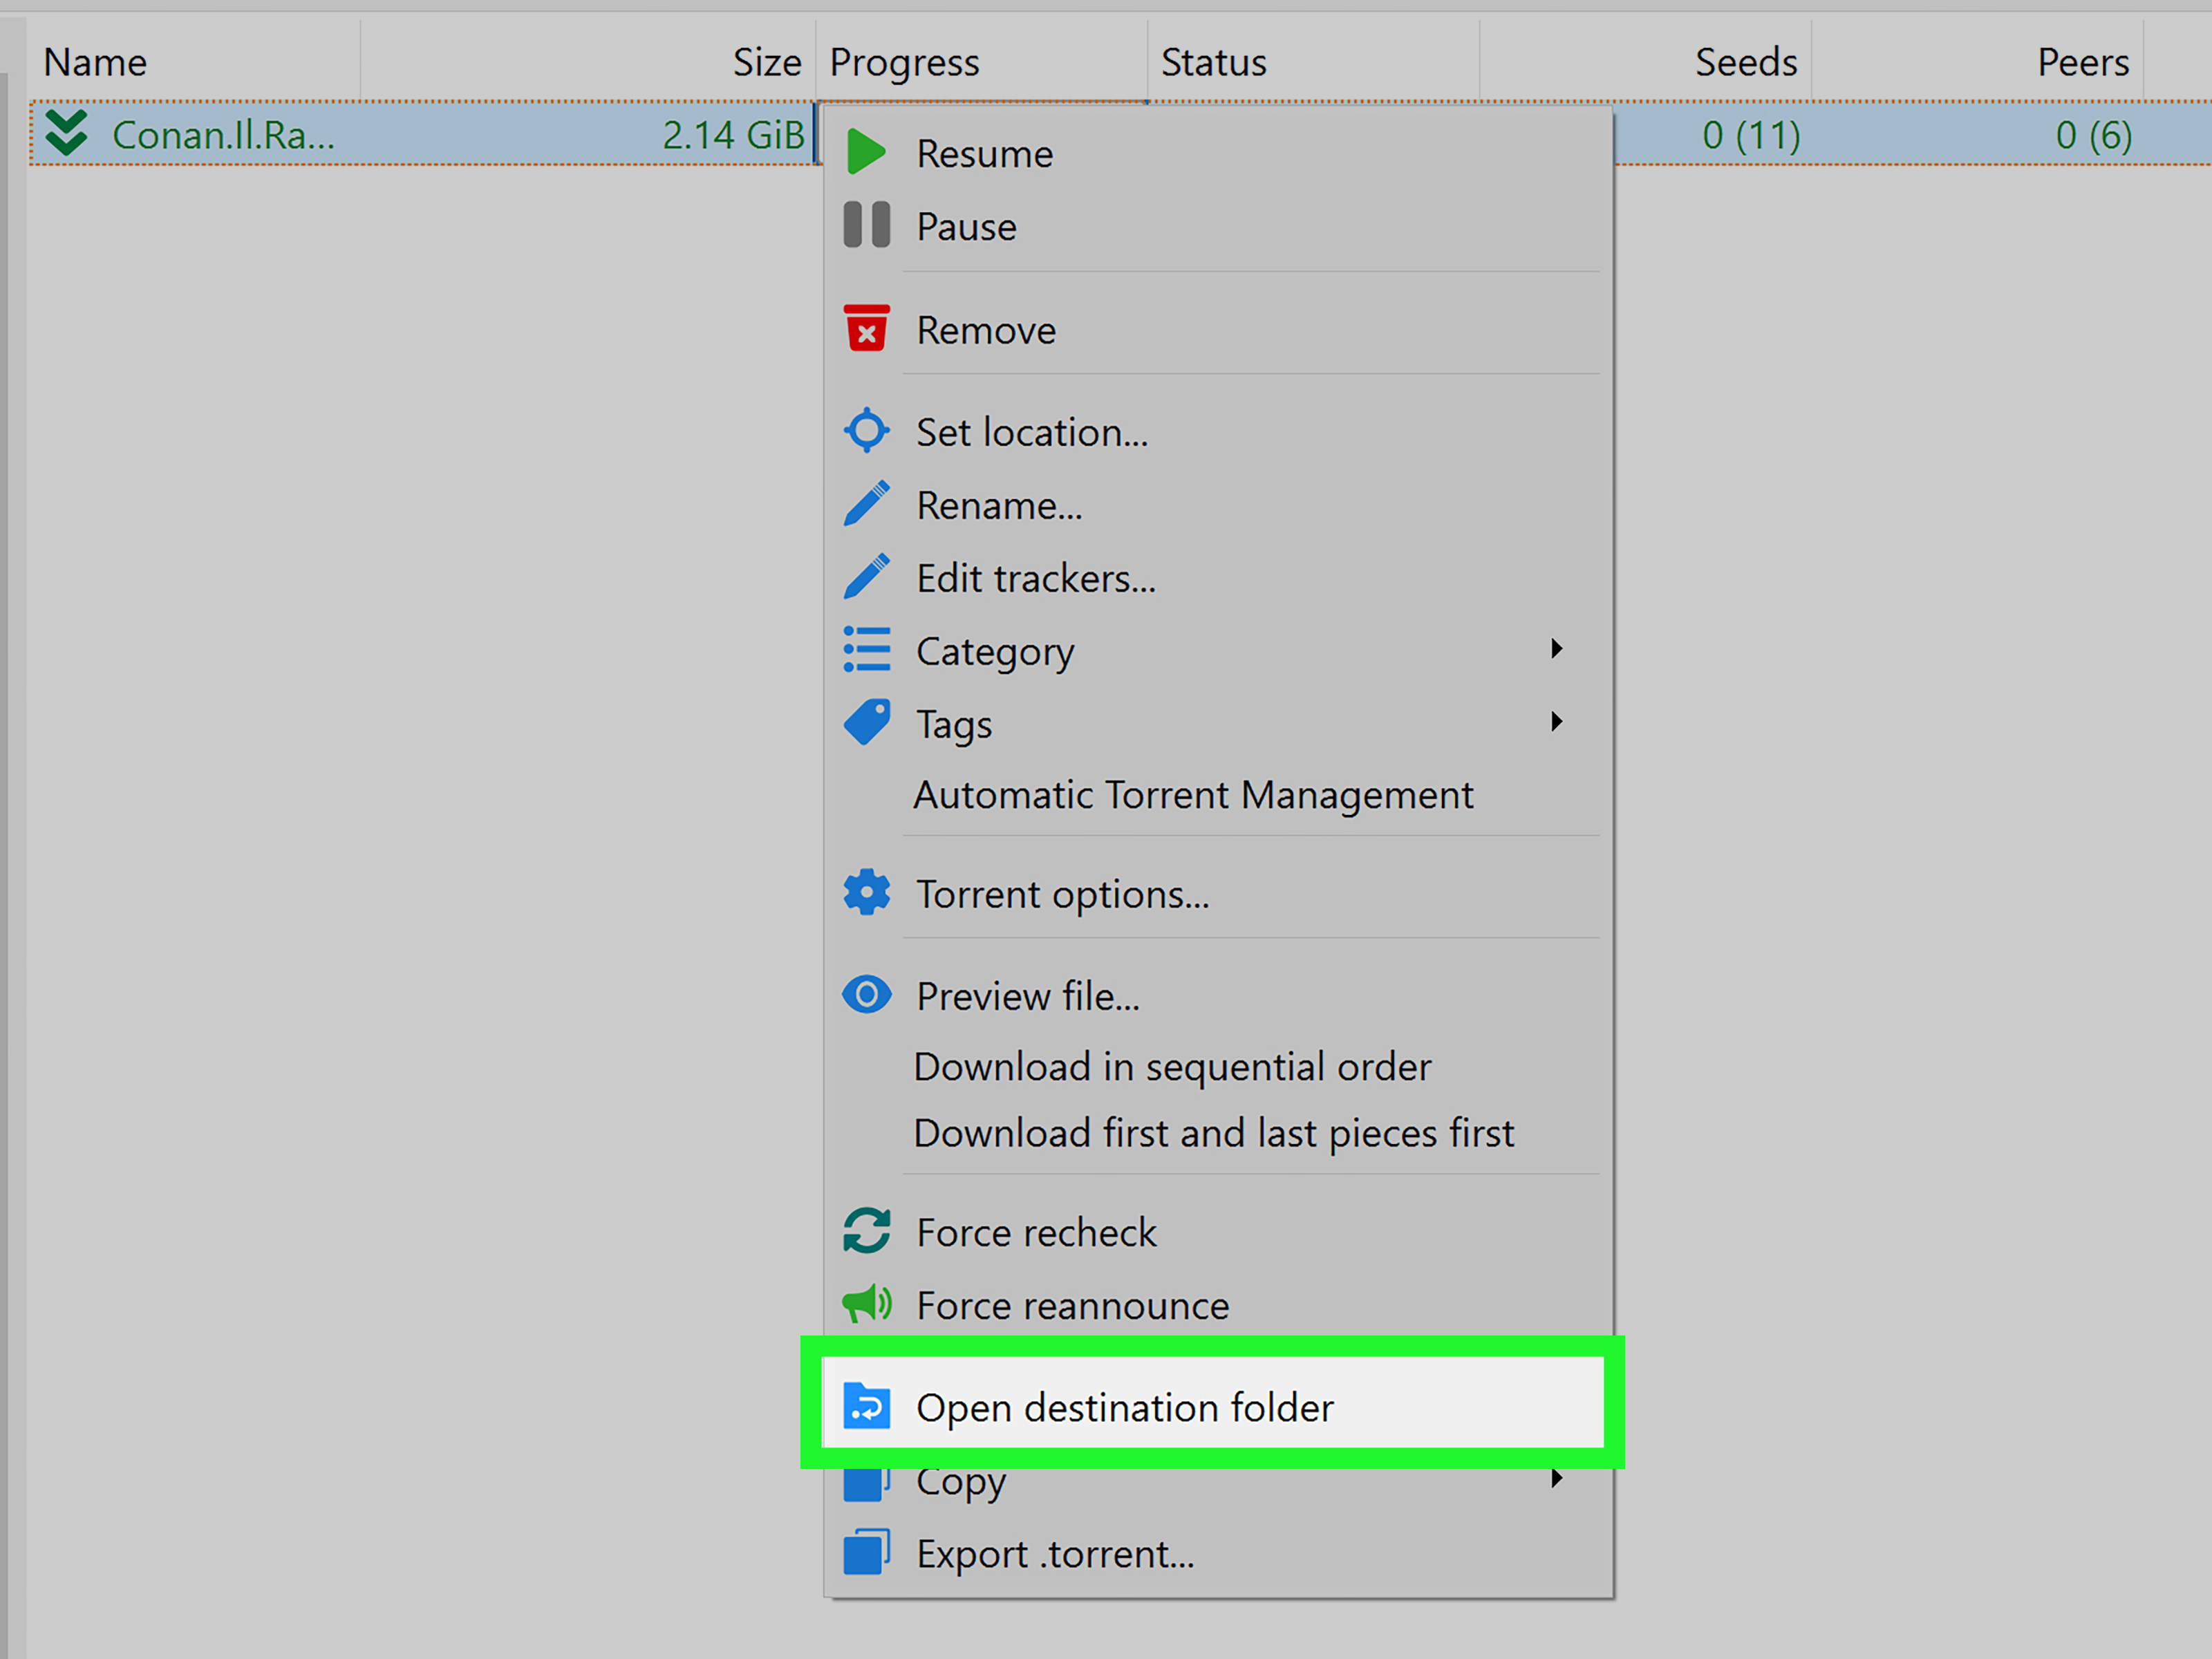 Name Size Progress Status Seeds Peers
Conan.Il.Ra... 2.14 GiB 0 (11) 0 (6)
Resume
Pause
Remove
Set location...
Rename...
Edit trackers...
Category
Tags
Automatic Torrent Management
Torrent options...
Preview file...
Download in sequential order
Download first and last pieces first
Force recheck
Force reannounce
Open destination folder
Copy
Export .torrent...